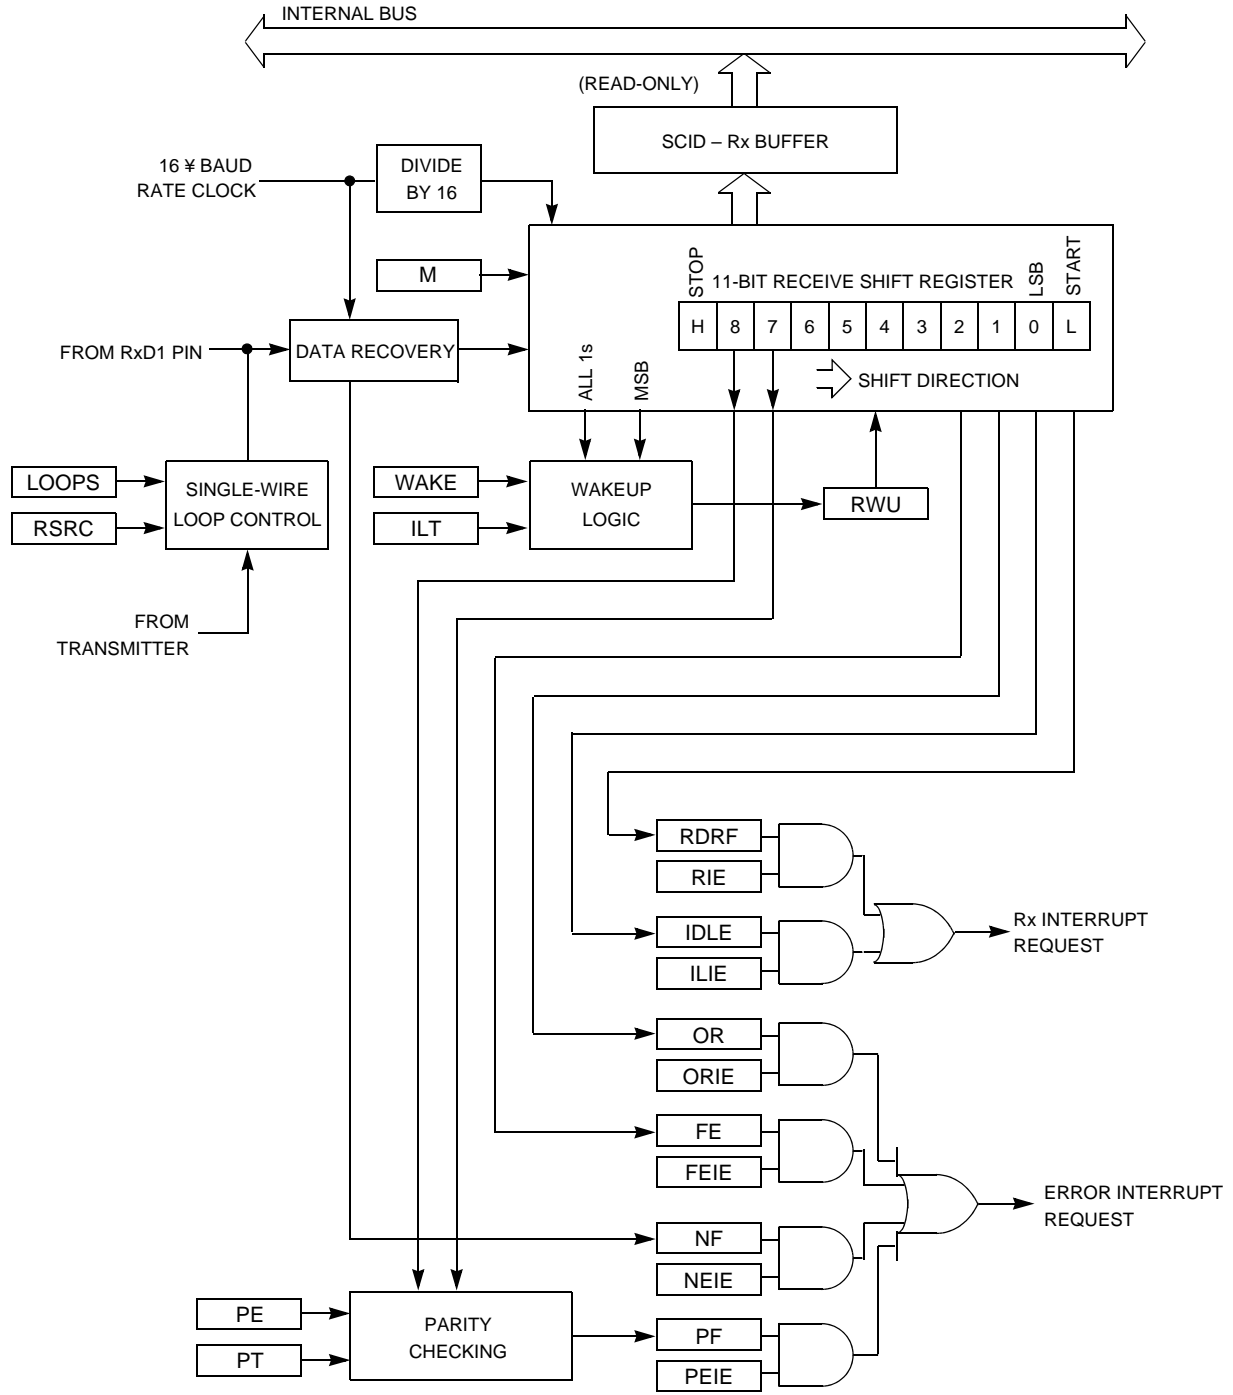 INTERNAL BUS
(READ-ONLY)
SCID – Rx BUFFER
16 ¥ BAUD
RATE CLOCK
DIVIDE
BY 16
M
STOP
11-BIT RECEIVE SHIFT REGISTER
LSB
START
H 8 7 6 5 4 3 2 1 0 L
FROM RxD1 PIN
DATA RECOVERY
ALL 1s
MSB
SHIFT DIRECTION
LOOPS
RSRC
SINGLE-WIRE
LOOP CONTROL
WAKE
ILT
WAKEUP
LOGIC
RWU
FROM
TRANSMITTER
RDRF
RIE
IDLE
ILIE
Rx INTERRUPT
REQUEST
OR
ORIE
FE
FEIE
ERROR INTERRUPT
REQUEST
NF
NEIE
PE
PT
PARITY
CHECKING
PF
PEIE